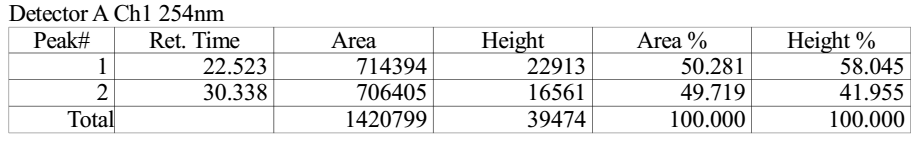 Detector A Ch1 254nm
Peak# Ret. Time Area Height Area % Height %
1 22.523 714394 22913 50.281 58.045
2 30.338 706405 16561 49.719 41.955
Total 1420799 39474 100.000 100.000